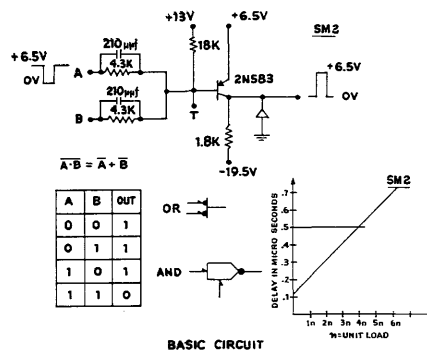 +13V
+6.5V
SM2
210μμf
18K
+6.5V
0V
A
4.3K
2N583
+6.5V
0V
210μμf
B
4.3K
T
1.8K
-19.5V
A·B = A + B
A B OUT
0 0 1
0 1 1
1 0 1
1 1 0
OR
AND
SM2
DELAY IN MICRO SECONDS
.7
.6
.5
.4
.3
.2
.1
1n 2n 3n 4n 5n 6n
n=UNIT LOAD
BASIC CIRCUIT